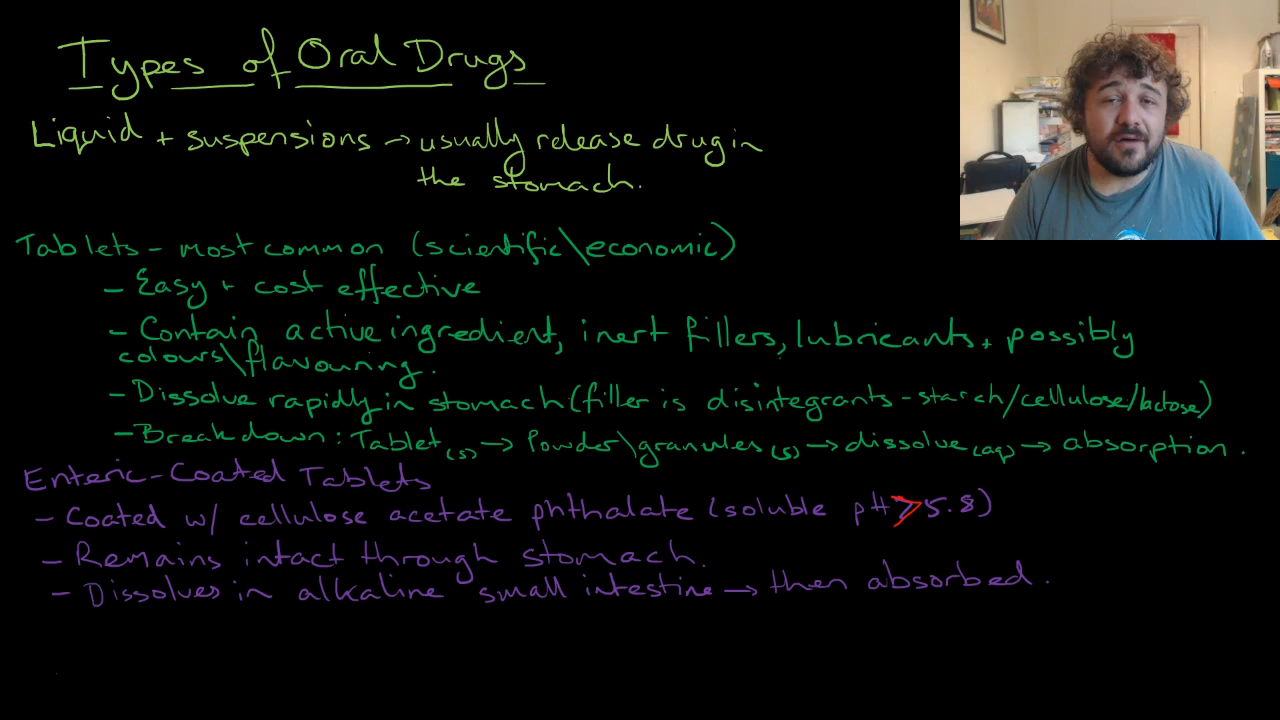 Types of Oral Drugs
Liquid + suspensions → usually release drug in
the stomach.
Tablets - most common (scientific\economic)
- Easy + cost effective
- Contain active ingredient, inert fillers, lubricants + possibly
colours\flavouring.
- Dissolve rapidly in stomach (filler is disintegrants - starch/cellulose/lactose)
- Breakdown: Tablet (s) → Powder\granules (s) → dissolve (aq) → absorption.
Enteric-Coated Tablets
- Coated w/ cellulose acetate phthalate (soluble pH > 5.8)
- Remains intact through stomach.
- Dissolves in alkaline small intestine → then absorbed.